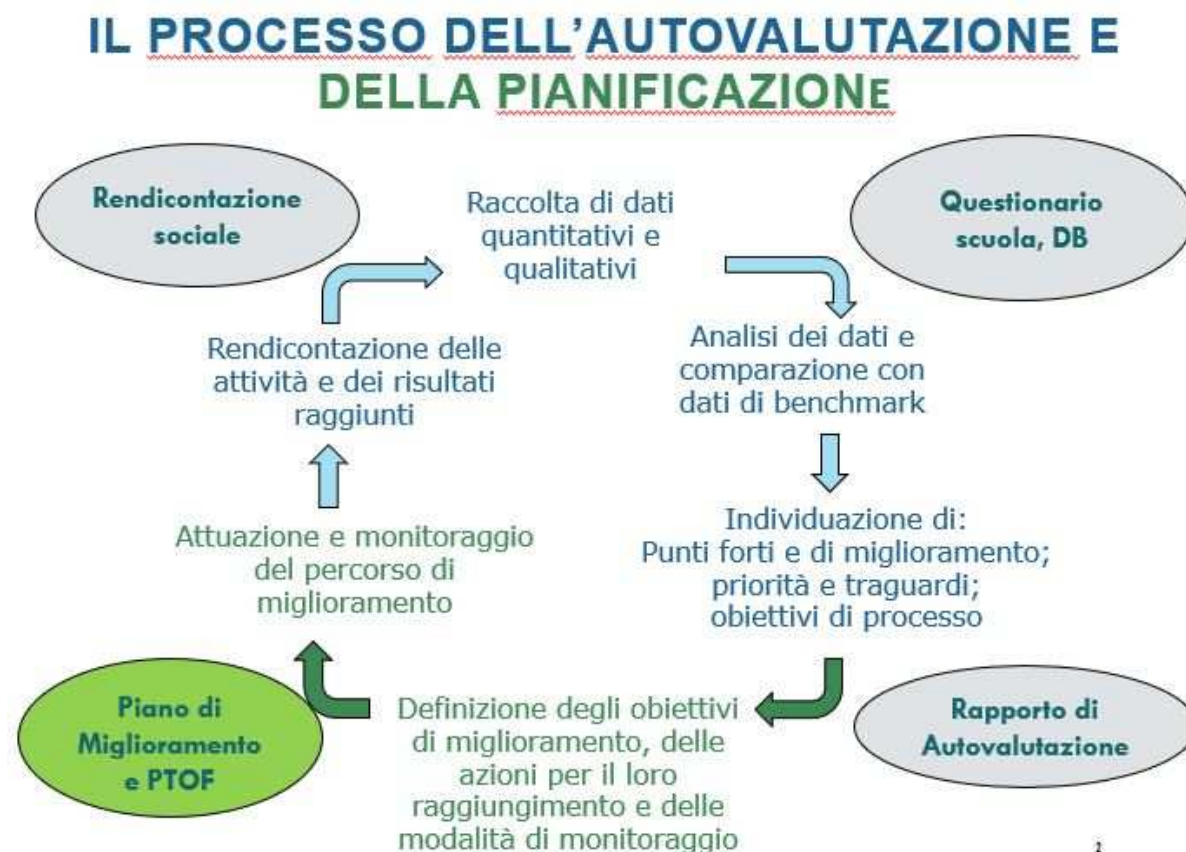 IL PROCESSO DELL'AUTOVALUTAZIONE E
DELLA PIANIFICAZIONE
Rendicontazione
sociale
Raccolta di dati
quantitativi e
qualitativi
Questionario
scuola, DB
Analisi dei dati e
comparazione con
dati di benchmark
Individuazione di:
Punti forti e di miglioramento;
priorità e traguardi;
obiettivi di processo
Rapporto di
Autovalutazione
Definizione degli obiettivi
di miglioramento, delle
azioni per il loro
raggiungimento e delle
modalità di monitoraggio
Piano di
Miglioramento
e PTOF
Attuazione e monitoraggio
del percorso di
miglioramento
Rendicontazione delle
attività e dei risultati
raggiunti